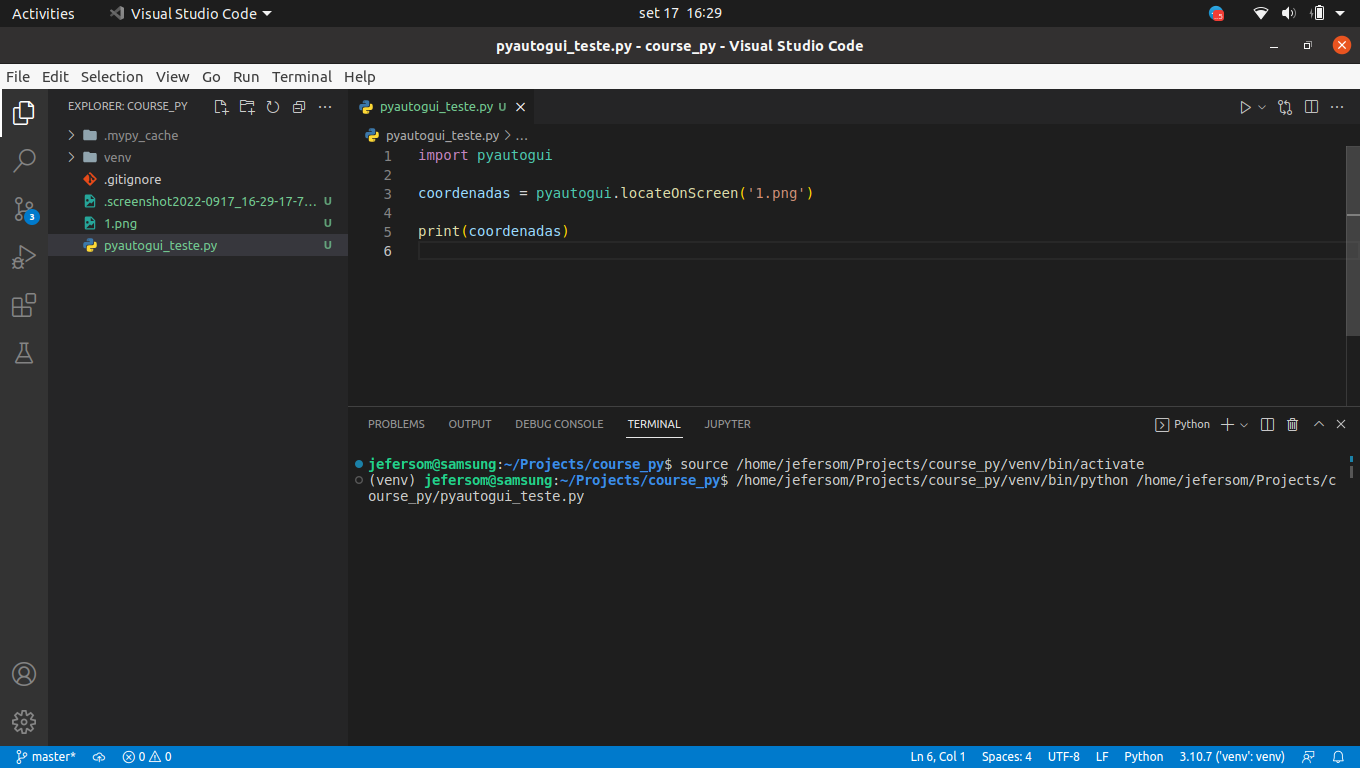 Activities Visual Studio Code set 17 16:29
pyautogui_teste.py - course_py - Visual Studio Code
File Edit Selection View Go Run Terminal Help
EXPLORER: COURSE_PY
.mypy_cache
venv
.gitignore
.screenshot2022-0917_16-29-17-7... U
1.png U
pyautogui_teste.py U
3
pyautogui_teste.py U
pyautogui_teste.py > ...
1 import pyautogui
2
3 coordenadas = pyautogui.locateOnScreen('1.png')
4
5 print(coordenadas)
6
PROBLEMS OUTPUT DEBUG CONSOLE TERMINAL JUPYTER Python
jefersom@samsung:~/Projects/course_py$ source /home/jefersom/Projects/course_py/venv/bin/activate
(venv) jefersom@samsung:~/Projects/course_py$ /home/jefersom/Projects/course_py/venv/bin/python /home/jefersom/Projects/c
ourse_py/pyautogui_teste.py
master* 0 0 Ln 6, Col 1 Spaces: 4 UTF-8 LF Python 3.10.7 ('venv': venv)